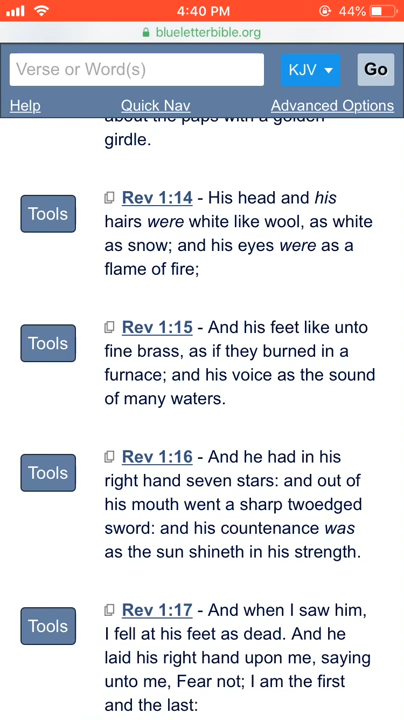 4:40 PM
44%
blueletterbible.org
Verse or Word(s)
KJV
Go
Help
Quick Nav
Advanced Options
about the paps with a golden
girdle.
Tools
Rev 1:14 - His head and his
hairs were white like wool, as white
as snow; and his eyes were as a
flame of fire;
Tools
Rev 1:15 - And his feet like unto
fine brass, as if they burned in a
furnace; and his voice as the sound
of many waters.
Tools
Rev 1:16 - And he had in his
right hand seven stars: and out of
his mouth went a sharp twoedged
sword: and his countenance was
as the sun shineth in his strength.
Tools
Rev 1:17 - And when I saw him,
I fell at his feet as dead. And he
laid his right hand upon me, saying
unto me, Fear not; I am the first
and the last: